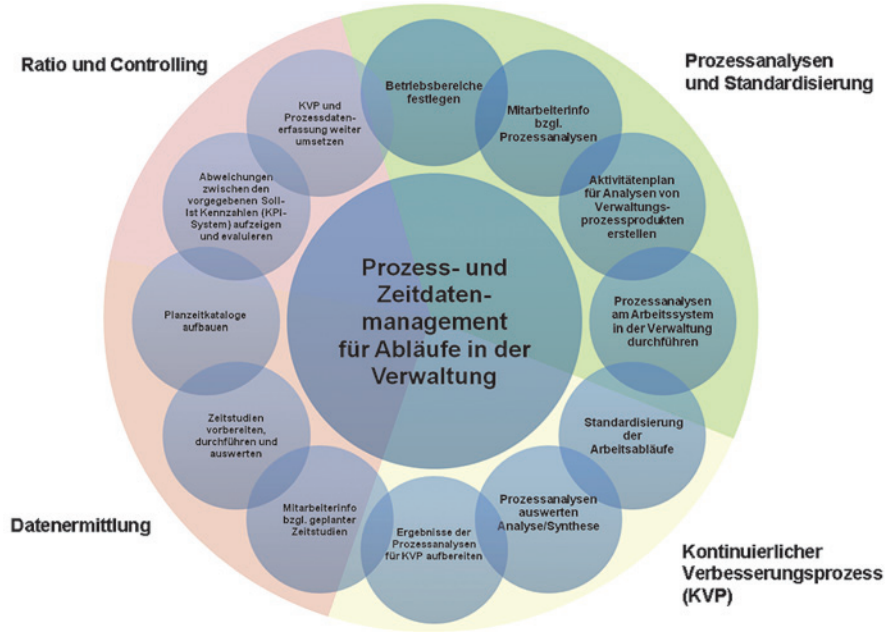 Ratio und Controlling
Prozessanalysen
und Standardisierung
Betriebsbereiche
festlegen
Mitarbeiterinfo
bzgl.
Prozessanalysen
Aktivitätenplan
für Analysen von
Verwaltungs-
prozessprodukten
erstellen
Prozessanalysen
am Arbeitssystem
in der Verwaltung
durchführen
Standardisierung
der
Arbeitsabläufe
Prozessanalysen
auswerten
Analyse/Synthese
Ergebnisse der
Prozessanalysen
für KVP aufbereiten
Mitarbeiterinfo
bzgl. geplanter
Zeitstudien
Zeitstudien
vorbereiten,
durchführen und
auswerten
Planzeitkataloge
aufbauen
Abweichungen
zwischen den
vorgegebenen Soll-
Ist Kennzahlen (KPI-
System) aufzeigen
und evaluieren
KVP und
Prozessdaten-
erfassung weiter
umsetzen
Prozess- und
Zeitdaten-
management
für Abläufe in der
Verwaltung
Datenermittlung
Kontinuierlicher
Verbesserungsprozess
(KVP)